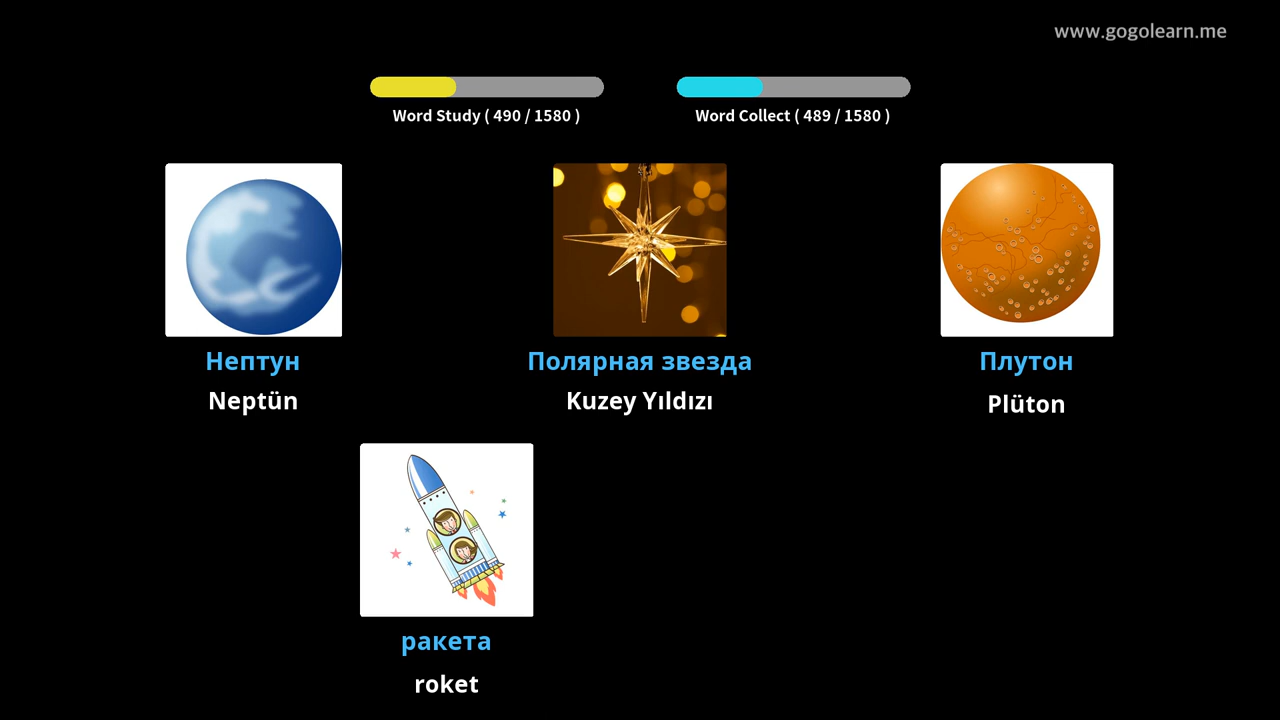 www.gogolearn.me
Word Study ( 490 / 1580 )
Word Collect ( 489 / 1580 )
Нептун
Neptün
Полярная звезда
Kuzey Yıldızı
Плутон
Plüton
ракета
roket